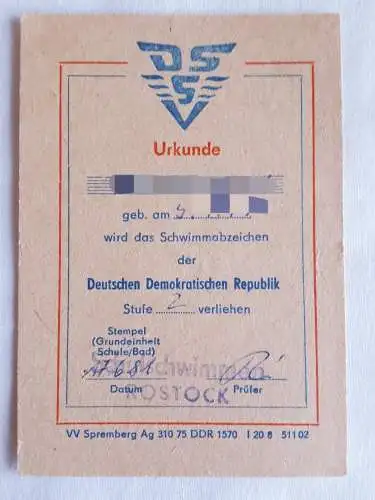 DSSV
Urkunde
geb. am
wird das Schwimmabzeichen
der
Deutschen Demokratischen Republik
Stufe 2 verliehen
Stempel
(Grundeinheit
Schule/Bad)
schwimmen
ROSTOCK
Datum Prüfer
VV Spremberg Ag 310 75 DDR 1570 I 20 8 511 02